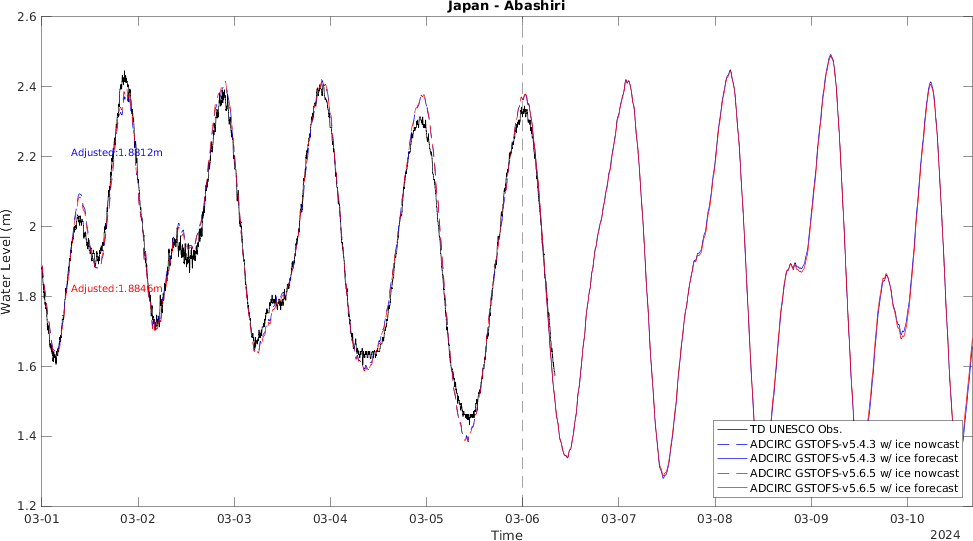 Japan - Abashiri
2.6
2.4
2.2
2
1.8
1.6
1.4
1.2
Water Level (m)
Adjusted:1.8812m
Adjusted:1.8846m
TD UNESCO Obs.
ADCIRC GSTOFS-v5.4.3 w/ ice nowcast
ADCIRC GSTOFS-v5.4.3 w/ ice forecast
ADCIRC GSTOFS-v5.6.5 w/ ice nowcast
ADCIRC GSTOFS-v5.6.5 w/ ice forecast
03-01 03-02 03-03 03-04 03-05 03-06 03-07 03-08 03-09 03-10
Time
2024